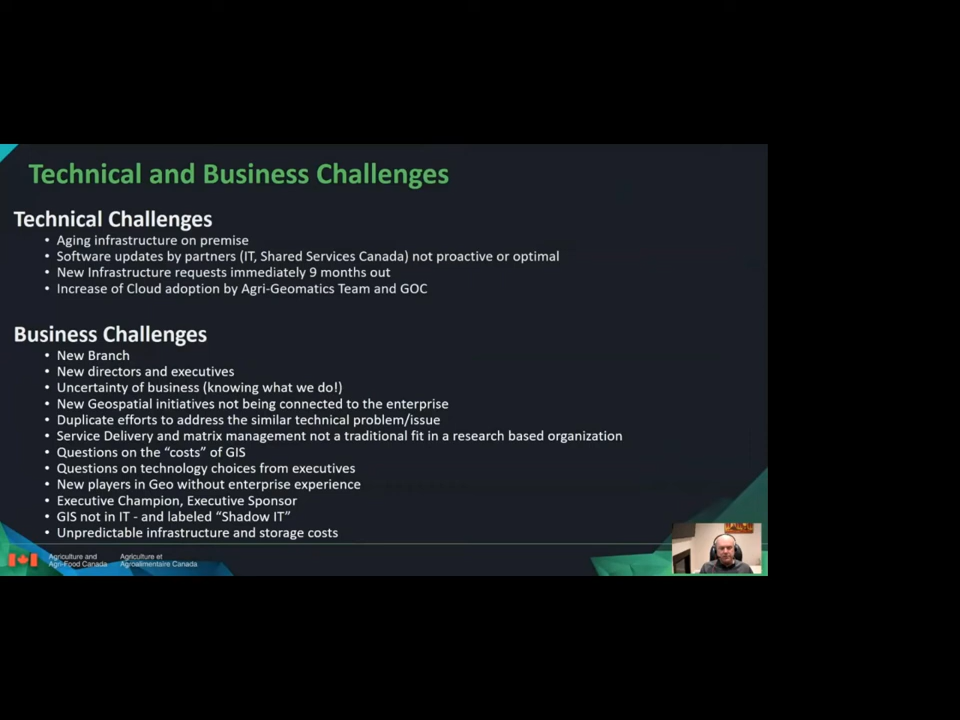 Technical and Business Challenges
Technical Challenges
• Aging infrastructure on premise
• Software updates by partners (IT, Shared Services Canada) not proactive or optimal
• New Infrastructure requests immediately 9 months out
• Increase of Cloud adoption by Agri-Geomatics Team and GOC
Business Challenges
• New Branch
• New directors and executives
• Uncertainty of business (knowing what we do!)
• New Geospatial initiatives not being connected to the enterprise
• Duplicate efforts to address the similar technical problem/issue
• Service Delivery and matrix management not a traditional fit in a research based organization
• Questions on the “costs” of GIS
• Questions on technology choices from executives
• New players in Geo without enterprise experience
• Executive Champion, Executive Sponsor
• GIS not in IT - and labeled “Shadow IT”
• Unpredictable infrastructure and storage costs
Agriculture and Agriculture et
Agri-Food Canada Agroalimentaire Canada